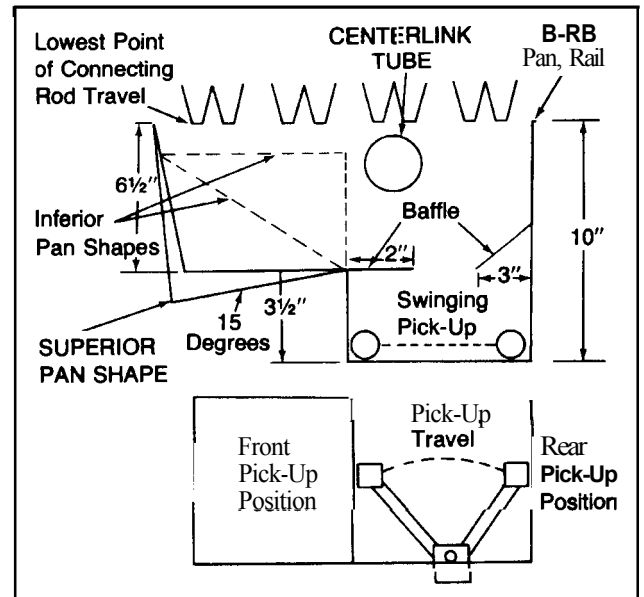 Lowest Point
of Connecting
Rod Travel
CENTERLINK
TUBE
B-RB
Pan, Rail
6½"
Inferior
Pan Shapes
Baffle
2"
10"
3"
3½"
15
Degrees
Swinging
Pick-Up
SUPERIOR
PAN SHAPE
Front
Pick-Up
Position
Pick-Up
Travel
Rear
Pick-Up
Position